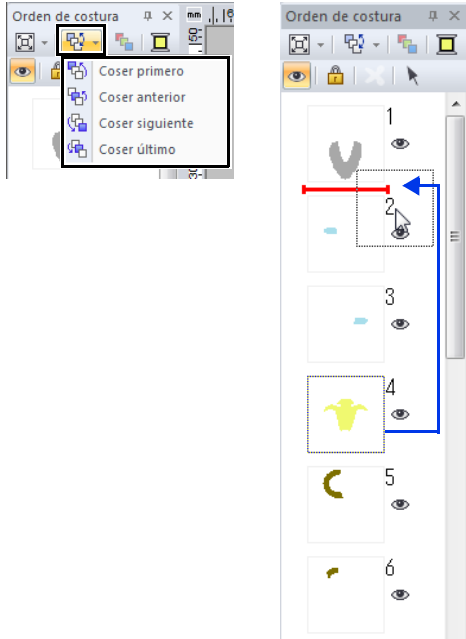 Orden de costura
mm
Coser primero
Coser anterior
Coser siguiente
Coser último
Orden de costura
1
2
3
4
5
6